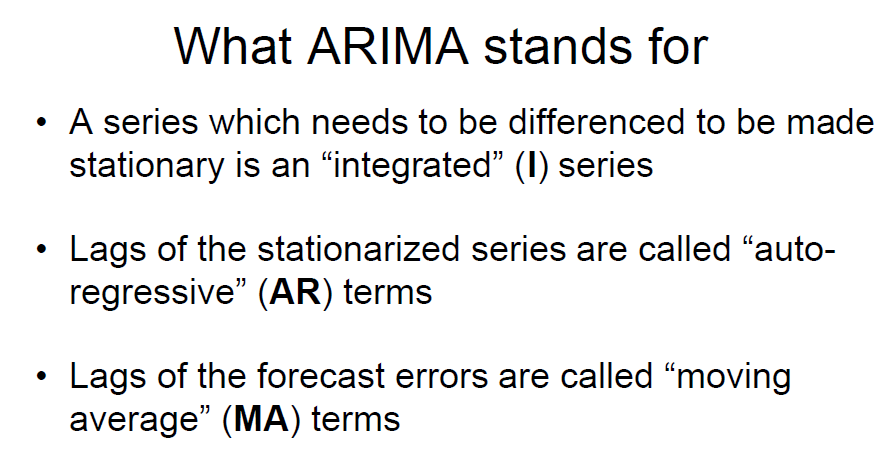 What ARIMA stands for
• A series which needs to be differenced to be made
stationary is an “integrated” (I) series
• Lags of the stationarized series are called “auto-
regressive” (AR) terms
• Lags of the forecast errors are called “moving
average” (MA) terms